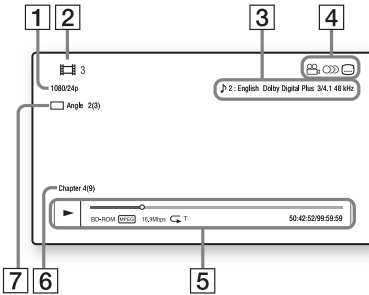 1 2 3 4
3
1080/24p
2 : English Dolby Digital Plus 3/4.1 48 kHz
Angle 2(3)
Chapter 4(9)
BD-ROM MPEG 16,9Mbps T 50:42:52/99:59:59
7 6 5